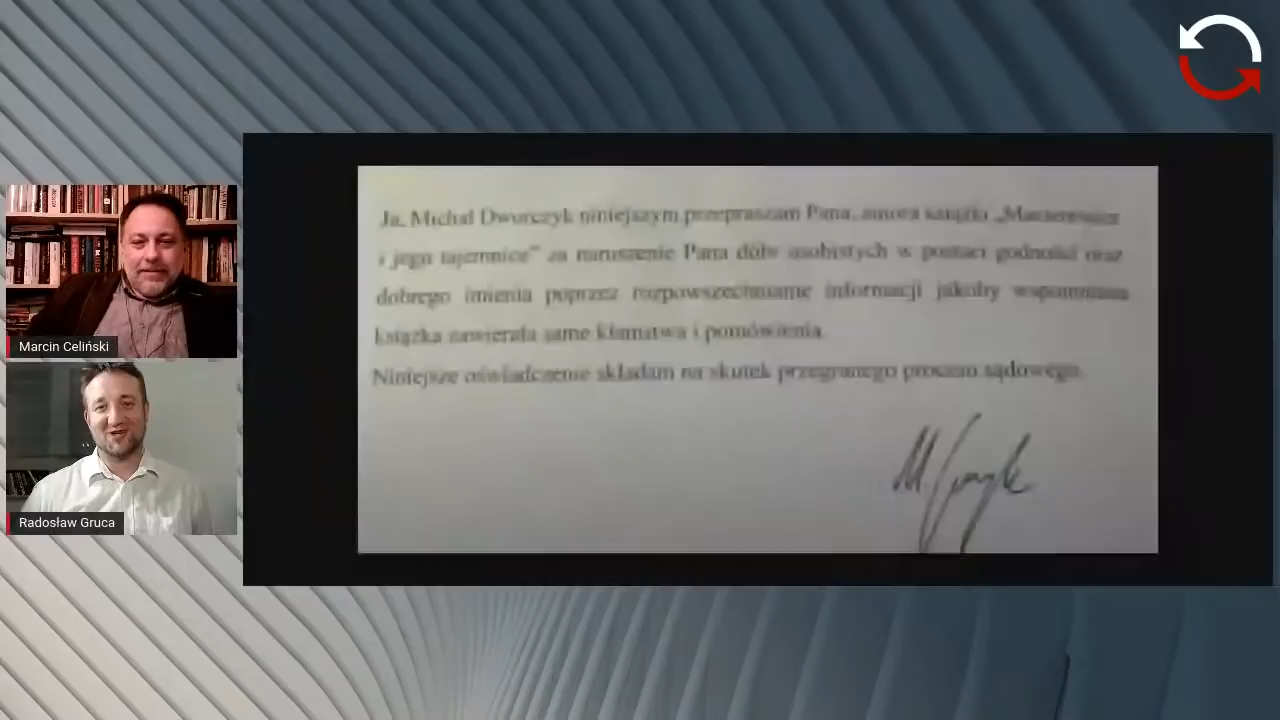 Marcin Celiński
Radosław Gruca
Ja, Michał Dworczyk niniejszym przepraszam Pana, autora książki „Macierewicz
i jego tajemnice” za naruszenie Pana dóbr osobistych w postaci godności oraz
dobrego imienia poprzez rozpowszechnianie informacji jakoby wspomniana
książka zawierała same kłamstwa i pomówienia.
Niniejsze oświadczenie składam na skutek przegranego procesu sądowego.